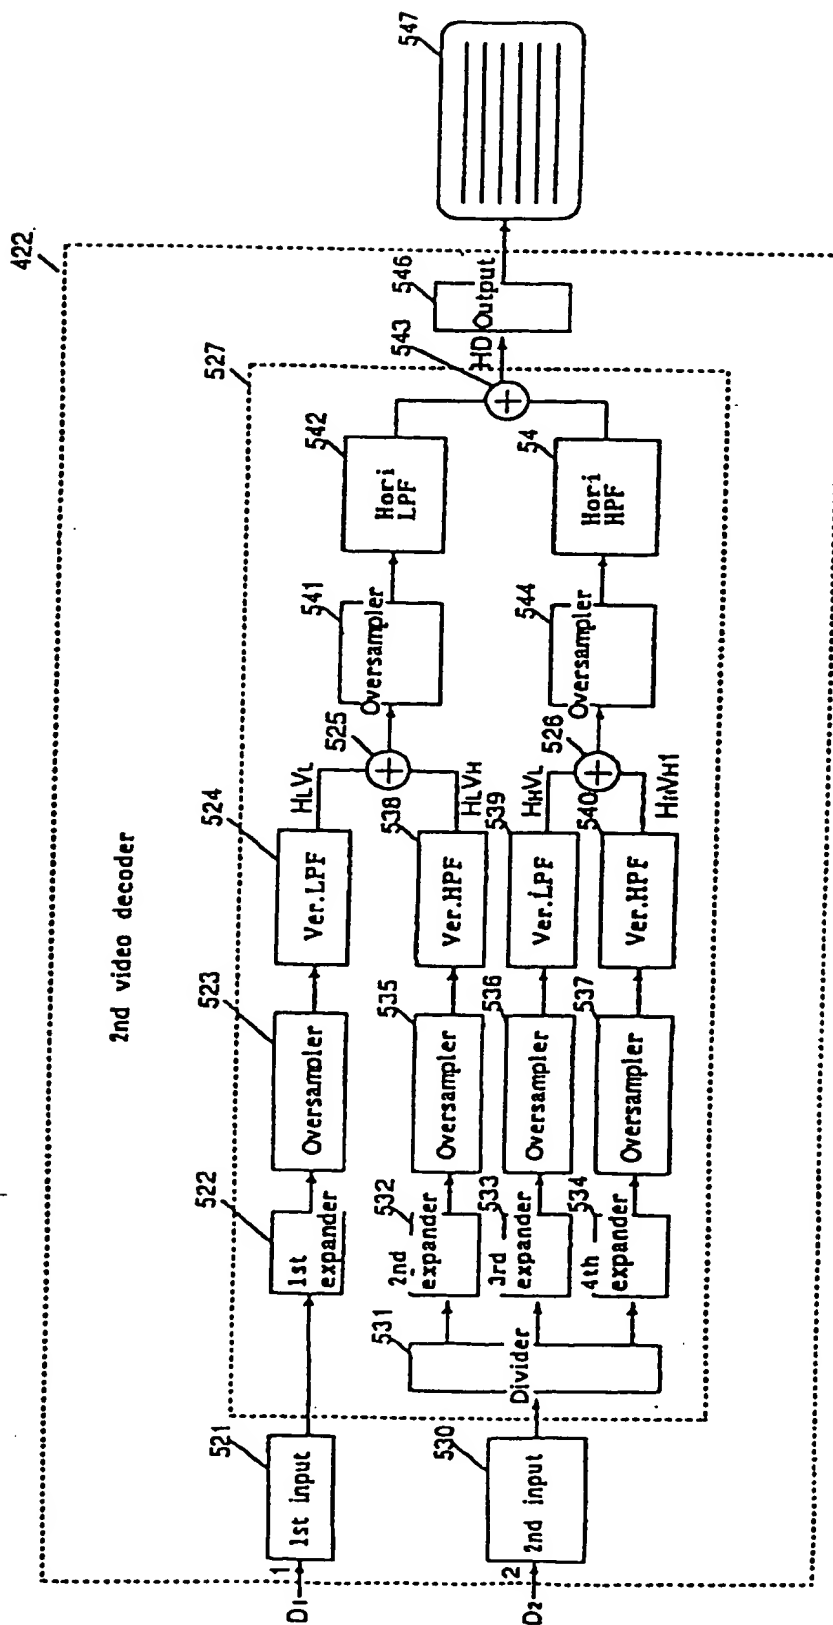 2nd video decoder
422
527
D1
1
521
1st input
522
1st
expander
523
Oversampler
524
Ver.LPF
HLVL
525
+
541
Oversampler
542
Hori
LPF
543
+
HD
546
Output
547
D2
2
530
2nd input
531
Divider
532
2nd
expander
535
Oversampler
538
Ver.HPF
HLVH
533
3rd
expander
536
Oversampler
539
Ver.LPF
HHVL
526
+
544
Oversampler
54
Hori
HPF
534
4th
expander
537
Oversampler
540
Ver.HPF
HHVH1